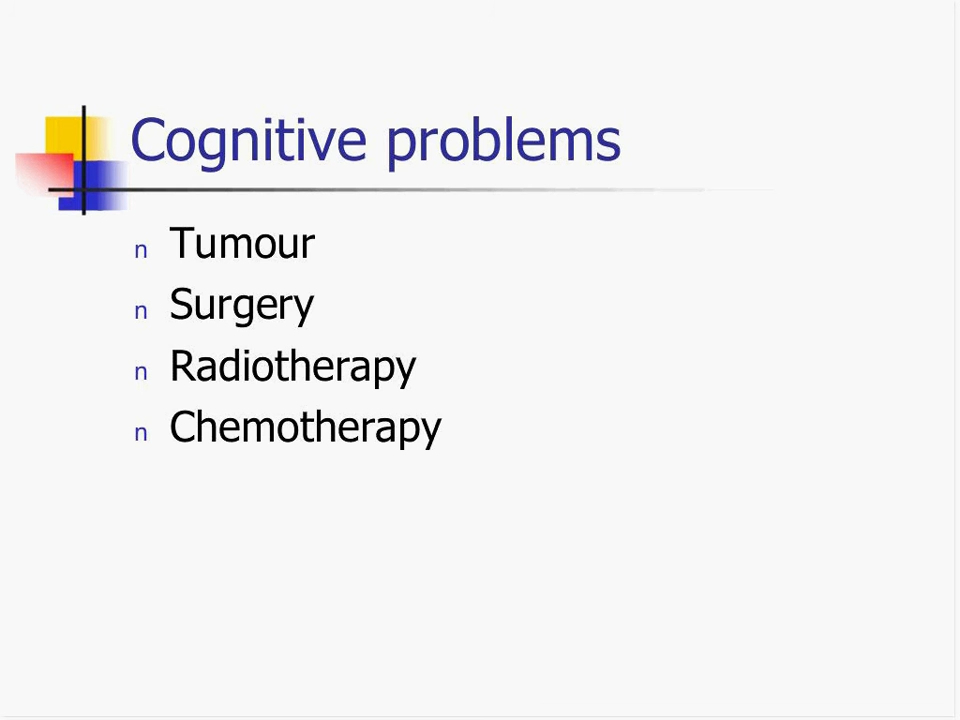 Cognitive problems
n Tumour
n Surgery
n Radiotherapy
n Chemotherapy